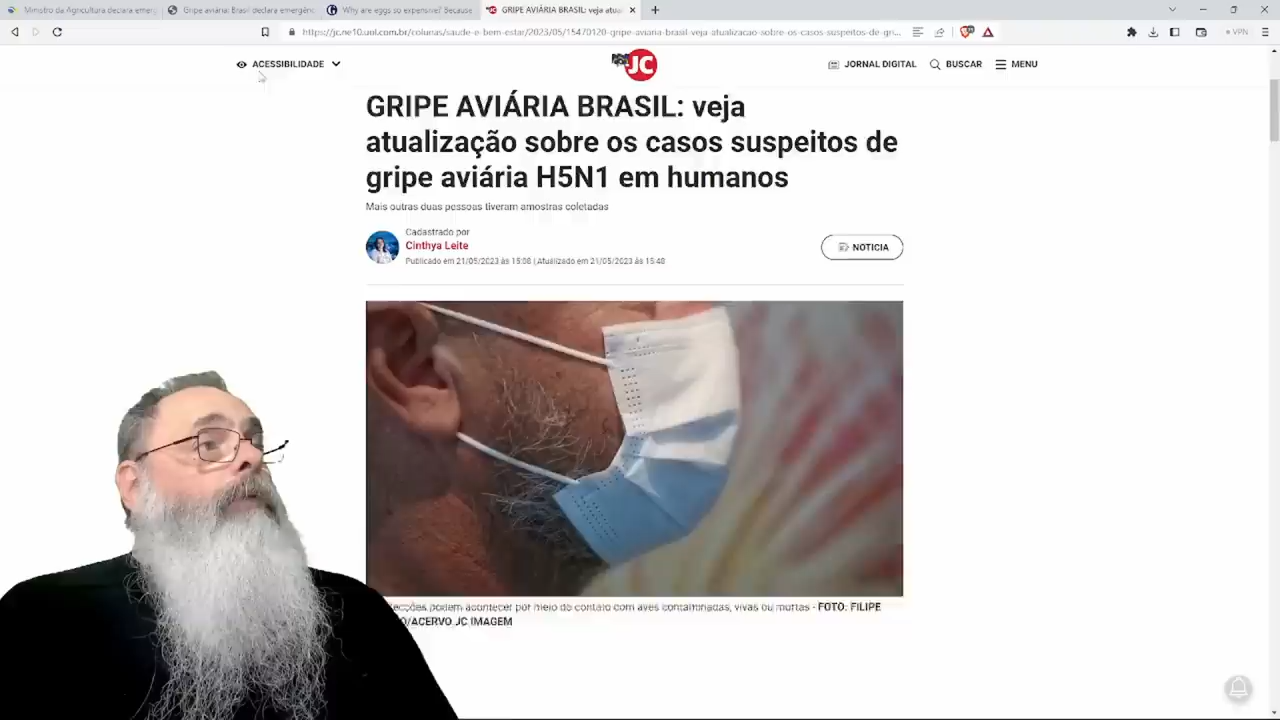 Ministro da Agricultura declara emerg
Gripe aviária: Brasil declara emergênc
Why are eggs so expensive? Because
GRIPE AVIÁRIA BRASIL: veja atua
https://jc.ne10.uol.com.br/colunas/saude-e-bem-estar/2023/05/15470120-gripe-aviaria-brasil-veja-atualizacao-sobre-os-casos-suspeitos-de-gri...
VPN
ACESSIBILIDADE
JC
JORNAL DIGITAL
BUSCAR
MENU
GRIPE AVIÁRIA BRASIL: veja
atualização sobre os casos suspeitos de
gripe aviária H5N1 em humanos
Mais outras duas pessoas tiveram amostras coletadas
Cadastrado por
Cinthya Leite
Publicado em 21/05/2023 às 15:08 | Atualizado em 21/05/2023 às 15:48
NOTICIA
podem acontecer por meio do contato com aves contaminadas, vivas ou mortas - FOTO: FILIPE
O/ACERVO JC IMAGEM